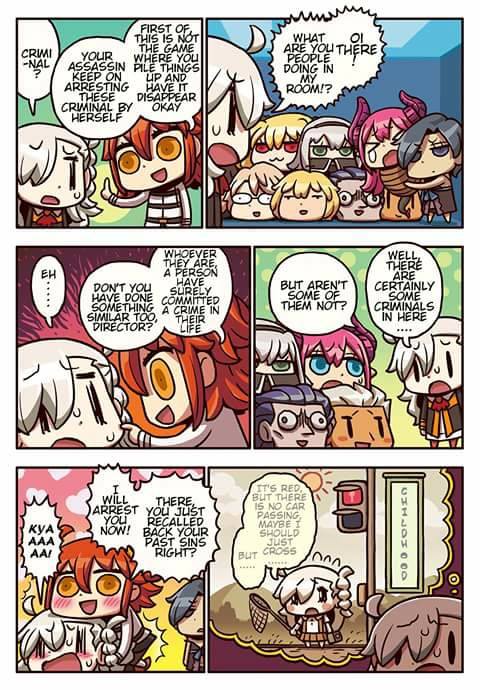 OI
THERE!
WHAT
ARE YOU
PEOPLE
DOING IN
MY
ROOM!?
FIRST OF
THIS IS NOT
THE GAME
WHERE YOU
PILE THINGS
UP AND
HAVE IT
DISAPPEAR
OKAY
YOUR
ASSASSIN
KEEP ON
ARRESTING
THESE
CRIMINAL BY
HERSELF
CRIMI
-NAL
?
WELL,
THERE
ARE
CERTAINLY
SOME
CRIMINALS
IN HERE
....
BUT AREN'T
SOME OF
THEM NOT?
WHOEVER
THEY ARE,
A PERSON
HAVE
SURELY
COMMITTED
A CRIME IN
THEIR
LIFE
DON'T YOU
HAVE DONE
SOMETHING
SIMILAR TOO,
DIRECTOR?
EH
.....
CHILDHOOD
IT'S RED,
BUT THERE
IS NO CAR
PASSING,
MAYBE I
SHOULD
JUST
CROSS
.....
BUT
.....
THERE,
YOU JUST
RECALLED
BACK YOUR
PAST SINS
RIGHT?
I
WILL
ARREST
YOU
NOW!
KYA
AAA
AA!